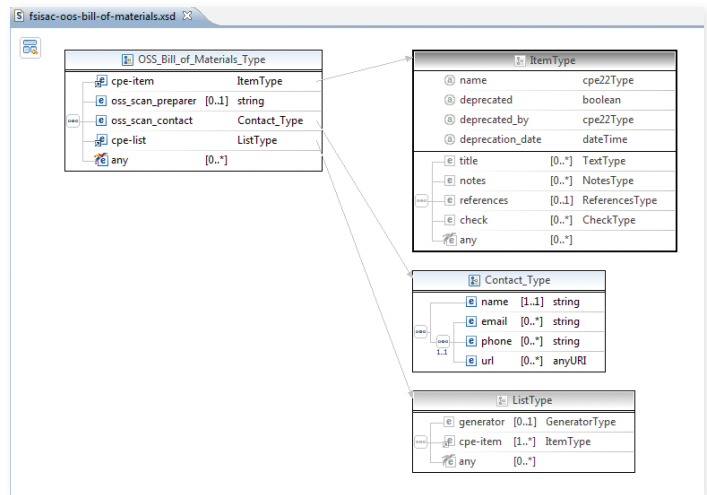 fsisac-oos-bill-of-materials.xsd
OSS_Bill_of_Materials_Type
cpe-item ItemType
oss_scan_preparer [0..1] string
oss_scan_contact Contact_Type
cpe-list ListType
any [0..*]
ItemType
name cpe22Type
deprecated boolean
deprecated_by cpe22Type
deprecation_date dateTime
title [0..*] TextType
notes [0..*] NotesType
references [0..1] ReferencesType
check [0..*] CheckType
any [0..*]
Contact_Type
name [1..1] string
email [0..*] string
phone [0..*] string
1..1
url [0..*] anyURI
ListType
generator [0..1] GeneratorType
cpe-item [1..*] ItemType
any [0..*]